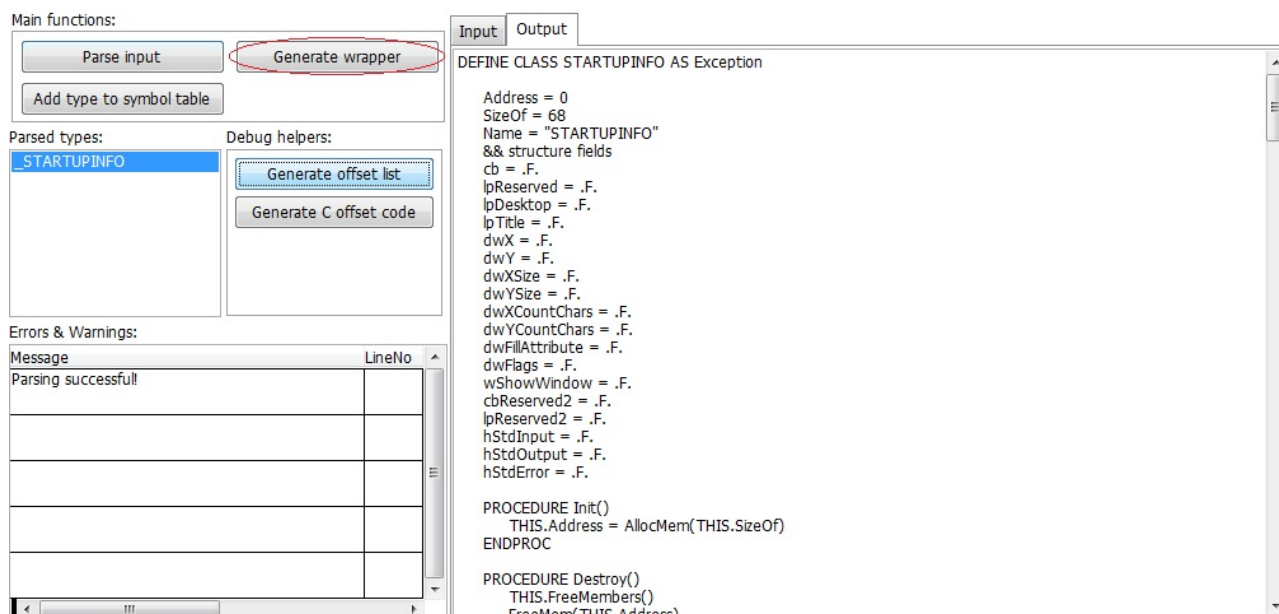 Main functions:
Parse input
Generate wrapper
Add type to symbol table
Parsed types:
_STARTUPINFO
Debug helpers:
Generate offset list
Generate C offset code
Errors & Warnings:
Message LineNo
Parsing successful!
Input Output
DEFINE CLASS STARTUPINFO AS Exception
Address = 0
SizeOf = 68
Name = "STARTUPINFO"
&& structure fields
cb = .F.
lpReserved = .F.
lpDesktop = .F.
lpTitle = .F.
dwX = .F.
dwY = .F.
dwXSize = .F.
dwYSize = .F.
dwXCountChars = .F.
dwYCountChars = .F.
dwFillAttribute = .F.
dwFlags = .F.
wShowWindow = .F.
cbReserved2 = .F.
lpReserved2 = .F.
hStdInput = .F.
hStdOutput = .F.
hStdError = .F.
PROCEDURE Init()
THIS.Address = AllocMem(THIS.SizeOf)
ENDPROC
PROCEDURE Destroy()
THIS.FreeMembers()
FreeMem(THIS.Address)